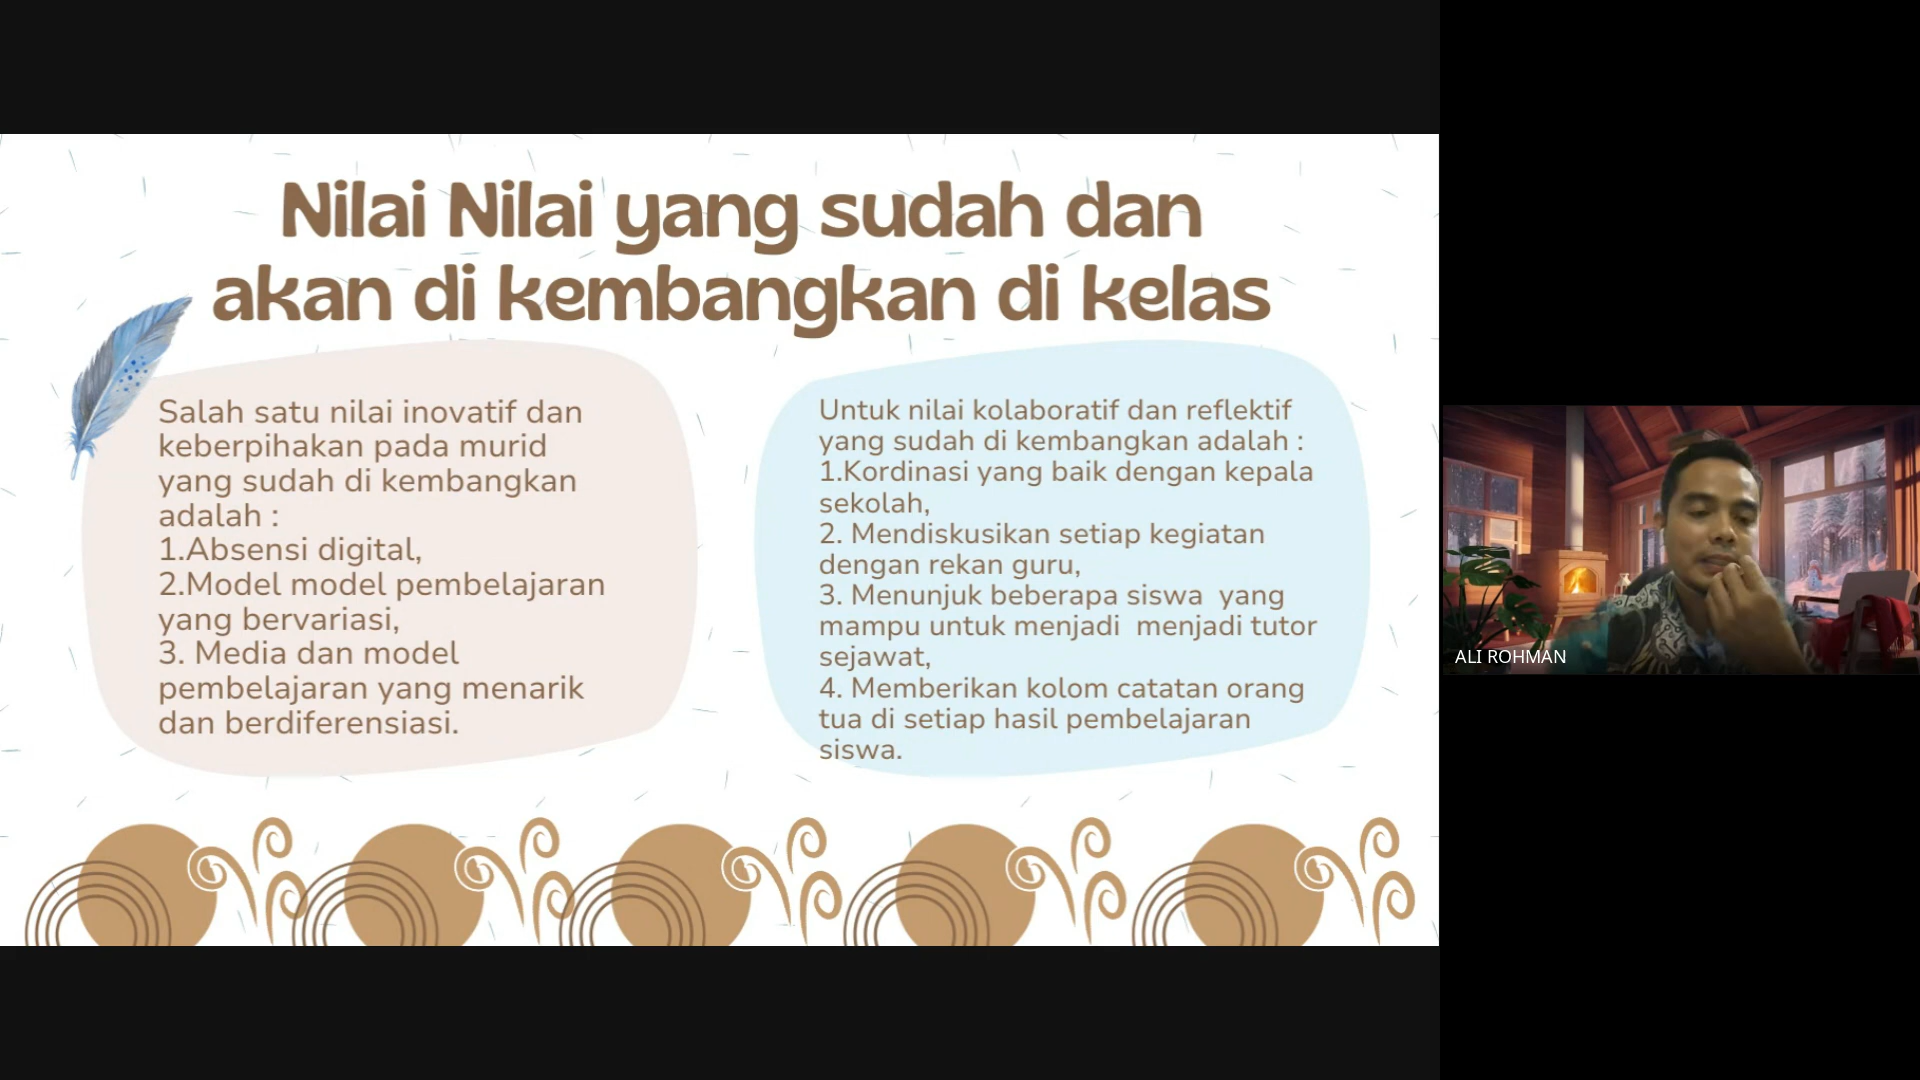 Nilai Nilai yang sudah dan
akan di kembangkan di kelas
Salah satu nilai inovatif dan
keberpihakan pada murid
yang sudah di kembangkan
adalah :
1.Absensi digital,
2.Model model pembelajaran
yang bervariasi,
3. Media dan model
pembelajaran yang menarik
dan berdiferensiasi.
Untuk nilai kolaboratif dan reflektif
yang sudah di kembangkan adalah :
1.Kordinasi yang baik dengan kepala
sekolah,
2. Mendiskusikan setiap kegiatan
dengan rekan guru,
3. Menunjuk beberapa siswa  yang
mampu untuk menjadi  menjadi tutor
sejawat,
4. Memberikan kolom catatan orang
tua di setiap hasil pembelajaran
siswa.
ALI ROHMAN